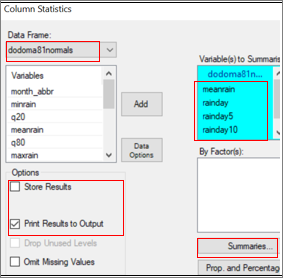 Column Statistics
Data Frame:
dodoma81normals
Variables
month_abbr
minrain
q20
meanrain
q80
maxrain
Add
Data
Options
Variable(s) to Summaris
dodoma81n...
meanrain
rainday
rainday5
rainday10
By Factor(s):
Options
Store Results
Print Results to Output
Drop Unused Levels
Omit Missing Values
Summaries...
Prop. and Percentage